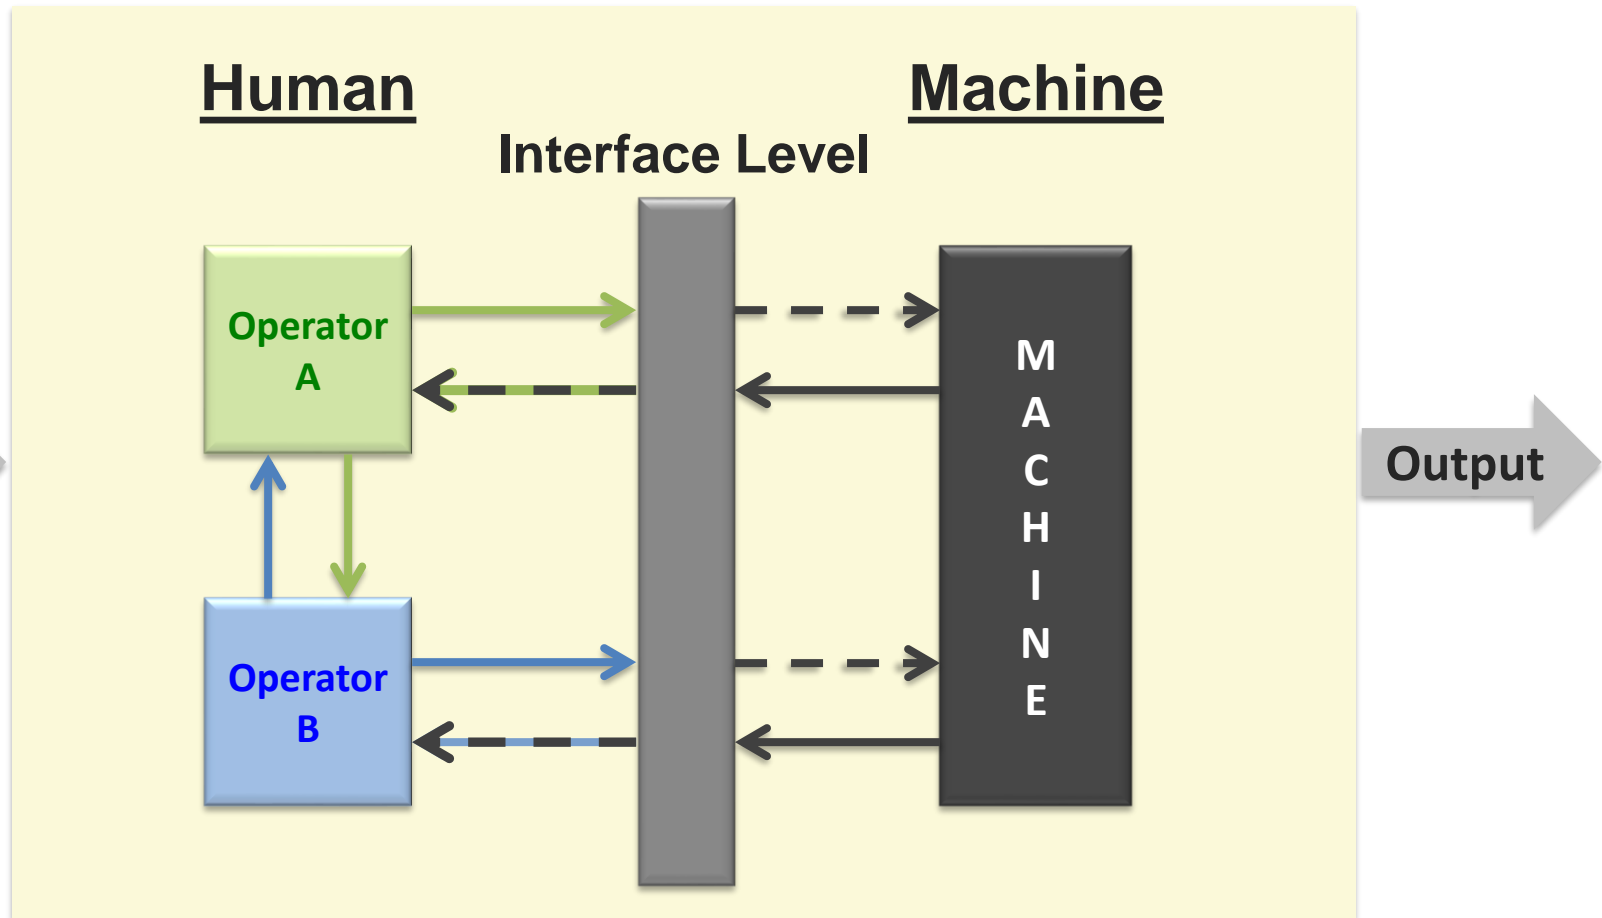 Human
Machine
Interface Level
Operator
A
Operator
B
M
A
C
H
I
N
E
Output